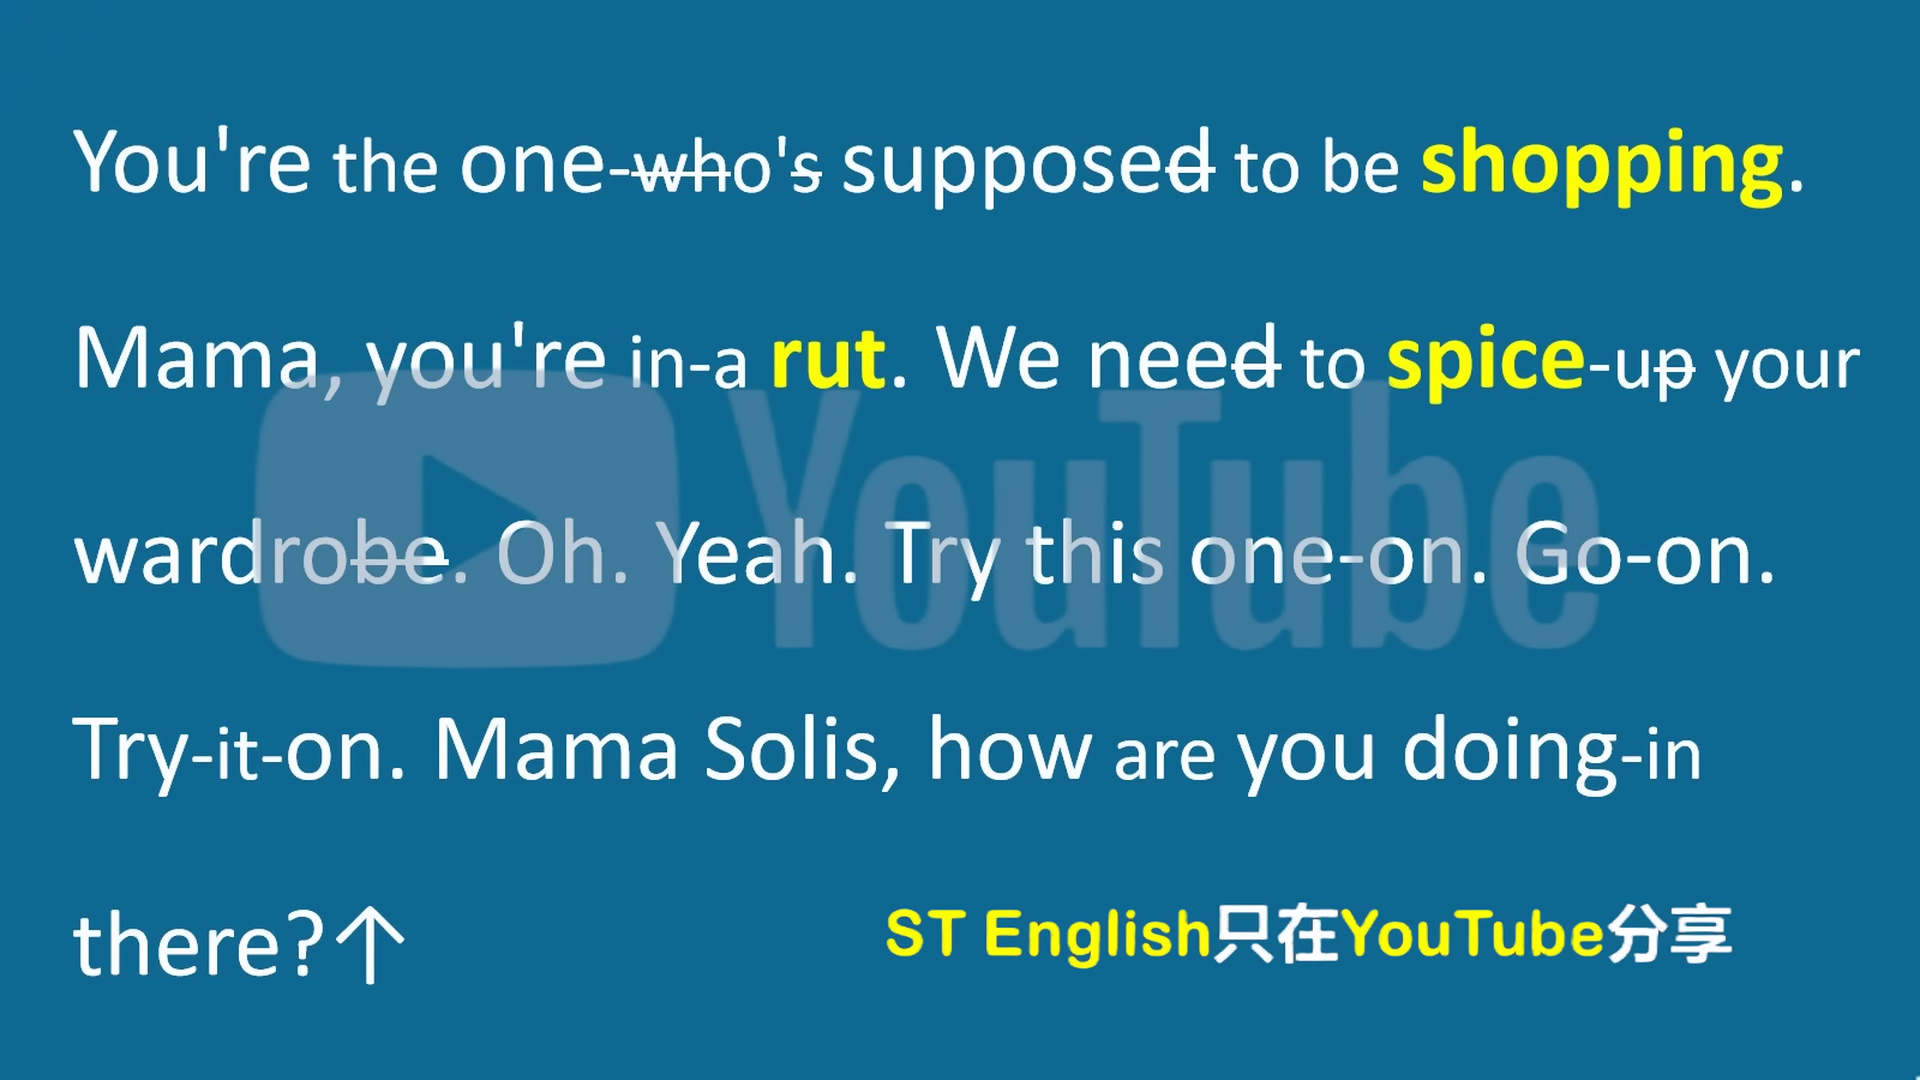 You're the one-who's supposed to be shopping.
Mama, you're in-a rut. We need to spice-up your
YouTube
wardrobe. Oh. Yeah. Try this one-on. Go-on.
Try-it-on. Mama Solis, how are you doing-in
there?↑
ST English只在YouTube分享